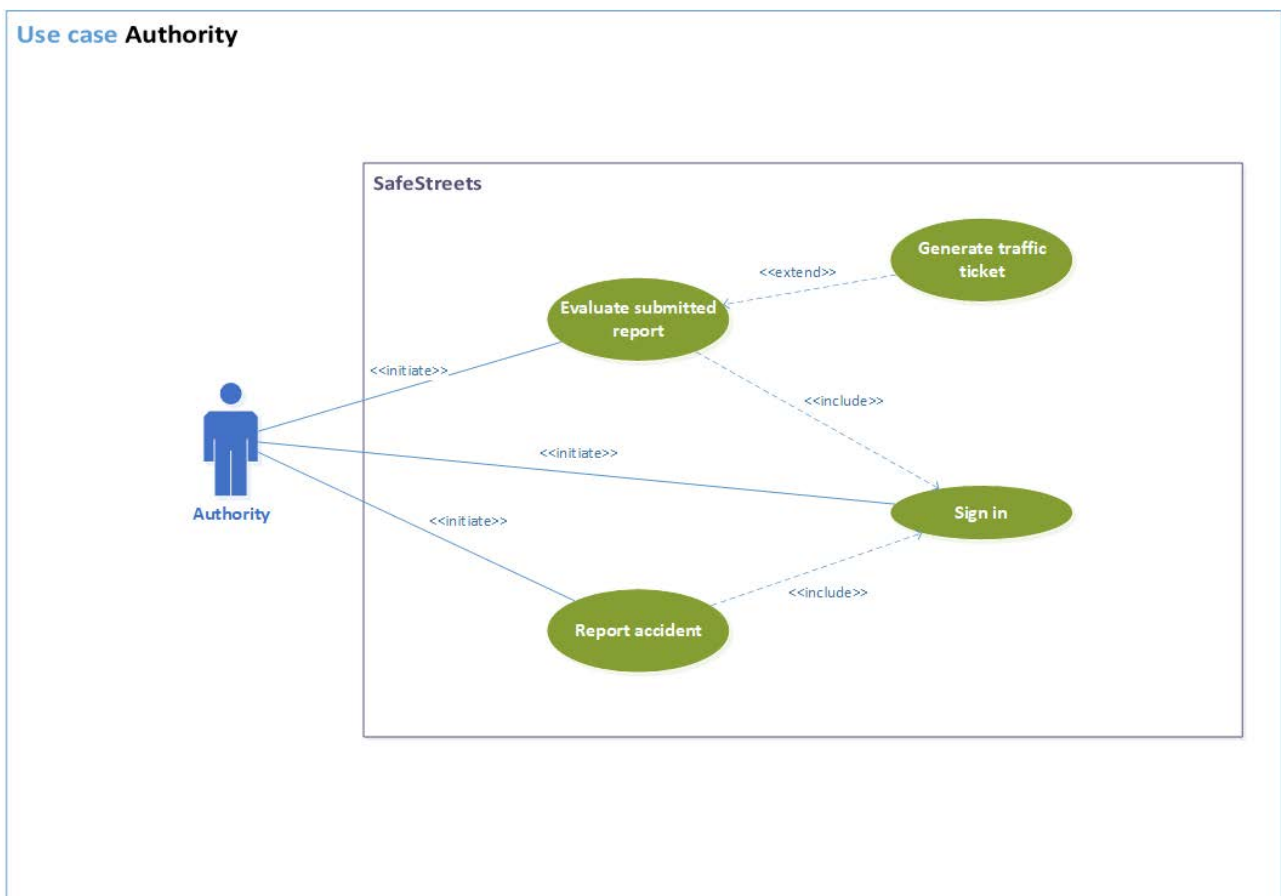 Use case Authority
SafeStreets
Generate traffic
ticket
<<extend>>
Evaluate submitted
report
<<initiate>>
<<include>>
<<initiate>>
Authority
Sign in
<<initiate>>
<<include>>
Report accident